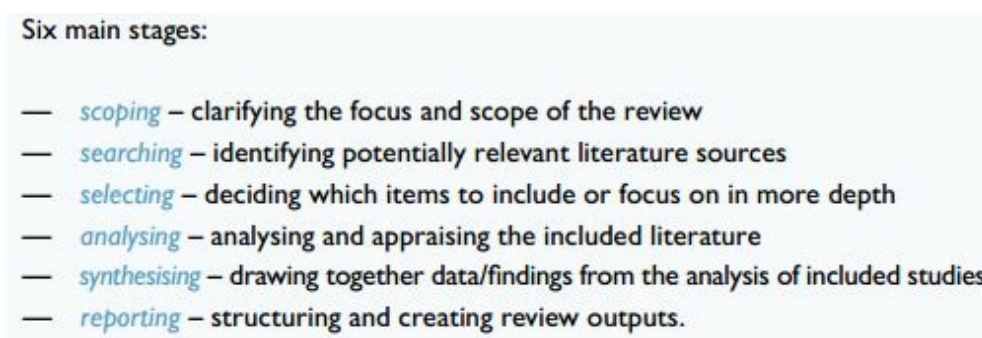 Six main stages:
— scoping – clarifying the focus and scope of the review
— searching – identifying potentially relevant literature sources
— selecting – deciding which items to include or focus on in more depth
— analysing – analysing and appraising the included literature
— synthesising – drawing together data/findings from the analysis of included studies
— reporting – structuring and creating review outputs.